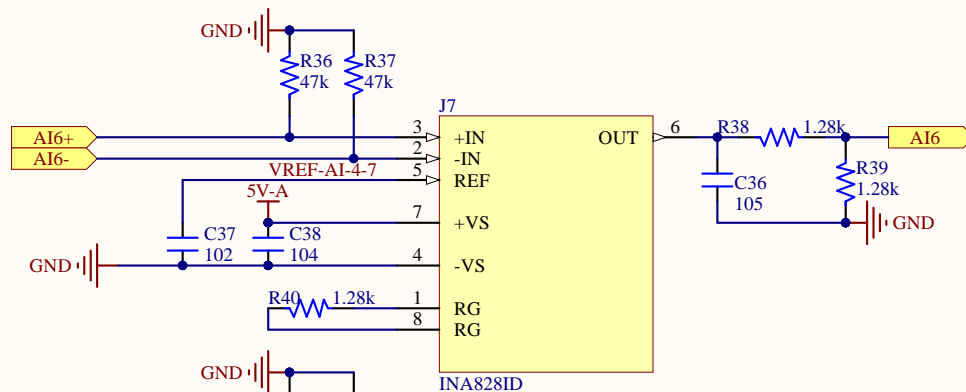 GND
R36
47k
R37
47k
J7
AI6+
AI6-
3
+IN
2
-IN
VREF-AI-4-7
5
REF
5V-A
7
+VS
C37
102
C38
104
GND
4
-VS
R40
1.28k
1
RG
8
RG
OUT
6
R38
1.28k
AI6
C36
105
R39
1.28k
GND
GND
INA828ID